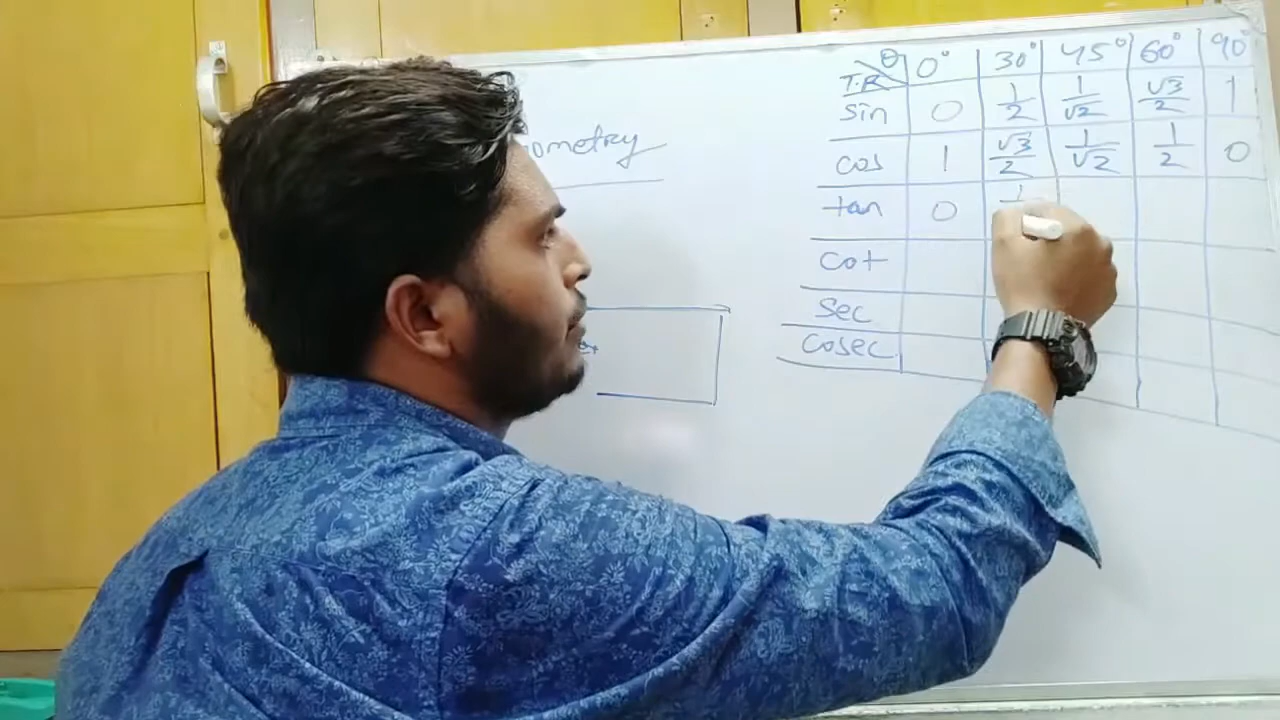 θ 0° 30° 45° 60° 90°
T.R
sin 0 1/2 1/√2 √3/2 1
cos 1 √3/2 1/√2 1/2 0
tan 0 1
cot
sec
cosec
ometry